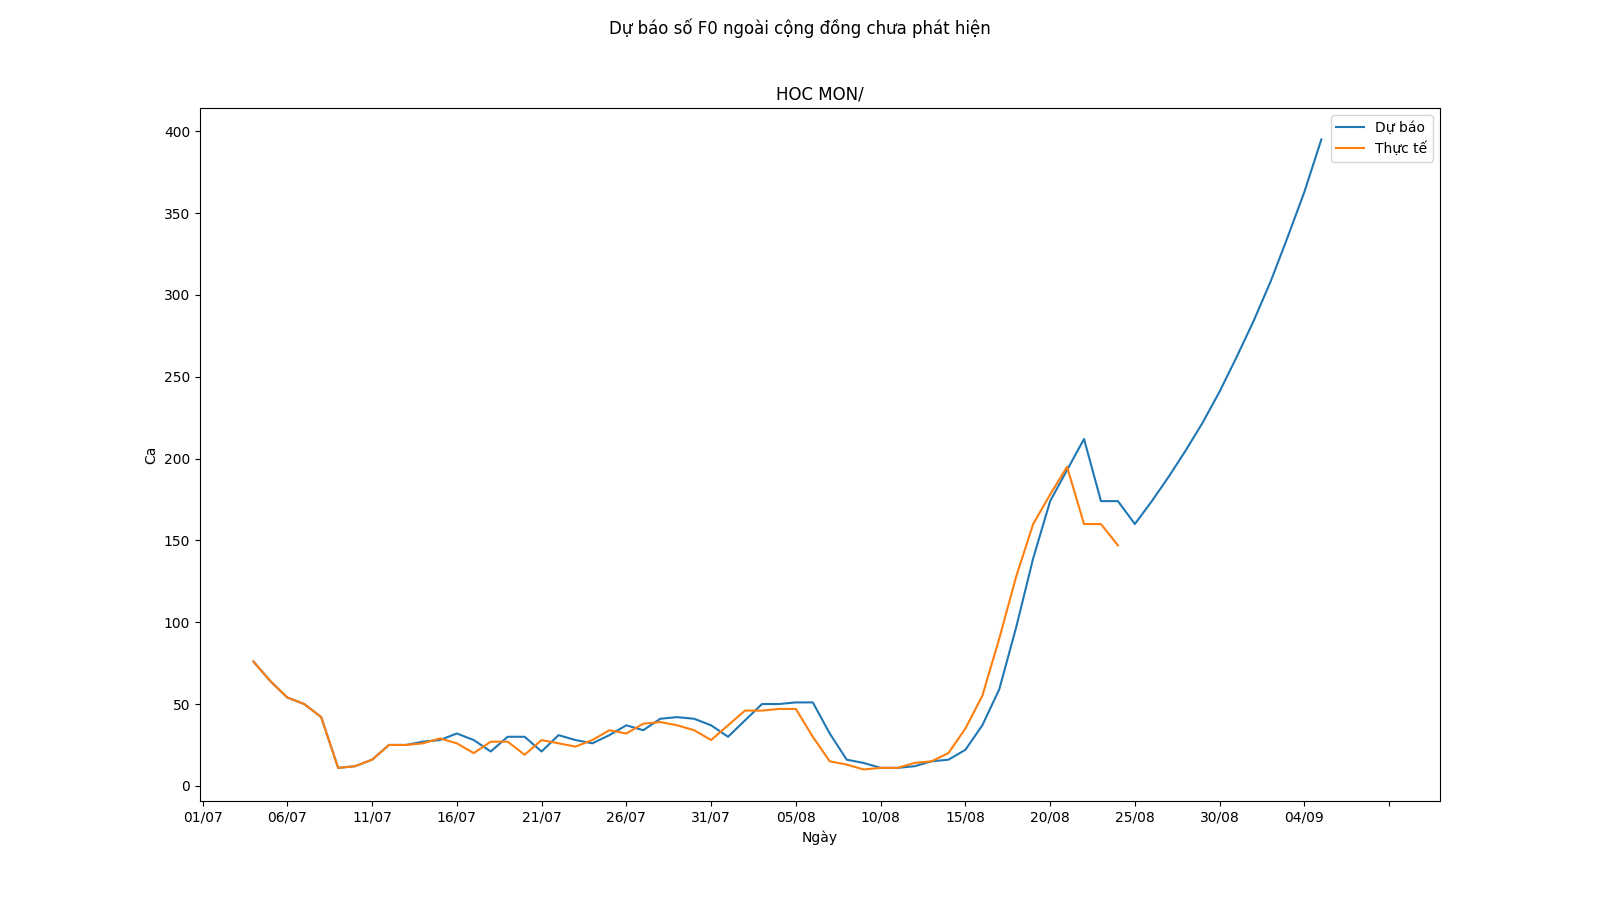 Dự báo số F0 ngoài cộng đồng chưa phát hiện
HOC MON/
Dự báo
Thực tế
400
350
300
250
200
150
100
50
0
Ca
01/07 06/07 11/07 16/07 21/07 26/07 31/07 05/08 10/08 15/08 20/08 25/08 30/08 04/09
Ngày